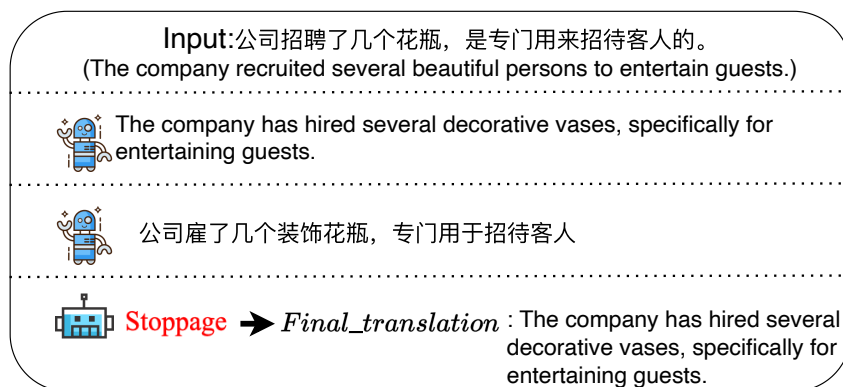 Input:公司招聘了几个花瓶，是专门用来招待客人的。
(The company recruited several beautiful persons to entertain guests.)
The company has hired several decorative vases, specifically for
entertaining guests.
公司雇了几个装饰花瓶，专门用于招待客人
Stoppage Final_translation : The company has hired several
decorative vases, specifically for
entertaining guests.